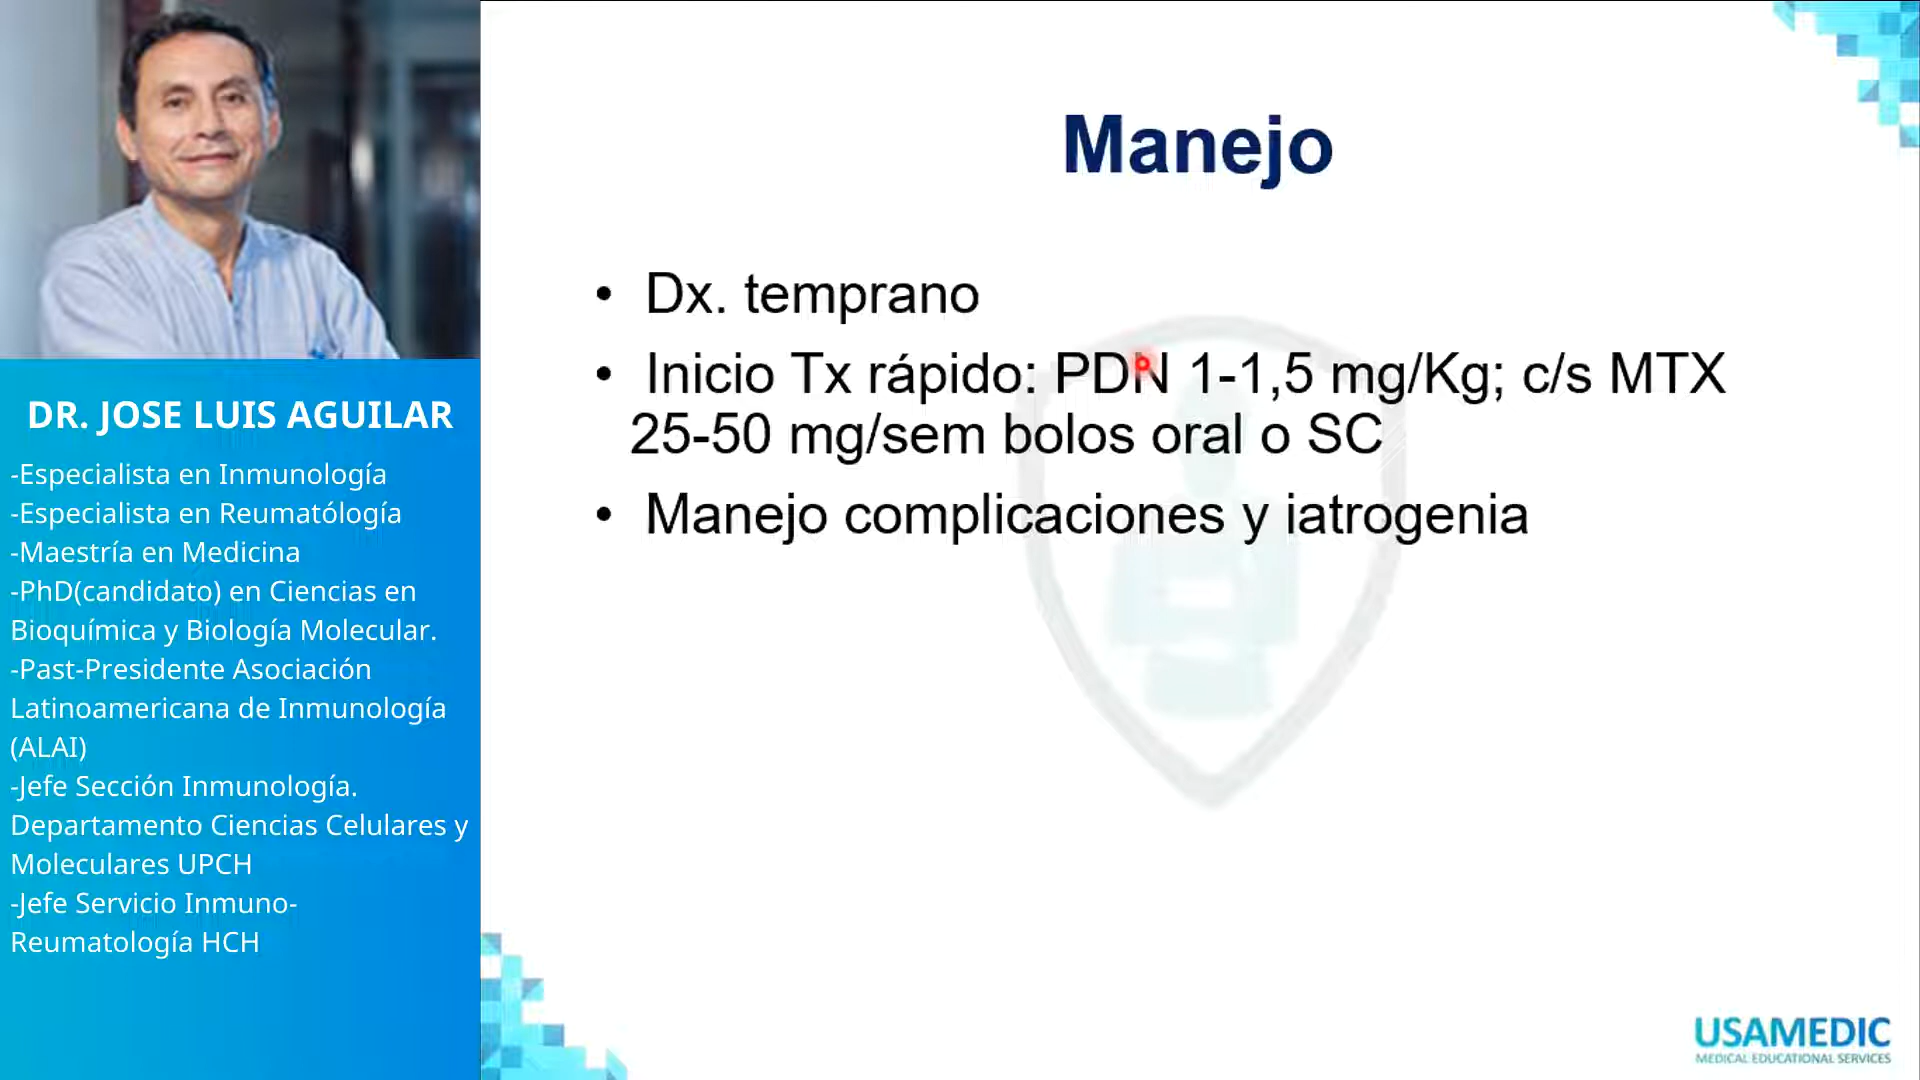 DR. JOSE LUIS AGUILAR
-Especialista en Inmunología
-Especialista en Reumatólogía
-Maestría en Medicina
-PhD(candidato) en Ciencias en
Bioquímica y Biología Molecular.
-Past-Presidente Asociación
Latinoamericana de Inmunología
(ALAI)
-Jefe Sección Inmunología.
Departamento Ciencias Celulares y
Moleculares UPCH
-Jefe Servicio Inmuno-
Reumatología HCH
Manejo
• Dx. temprano
• Inicio Tx rápido: PDN 1-1,5 mg/Kg; c/s MTX
25-50 mg/sem bolos oral o SC
• Manejo complicaciones y iatrogenia
USAMEDIC
MEDICAL EDUCATIONAL SERVICES